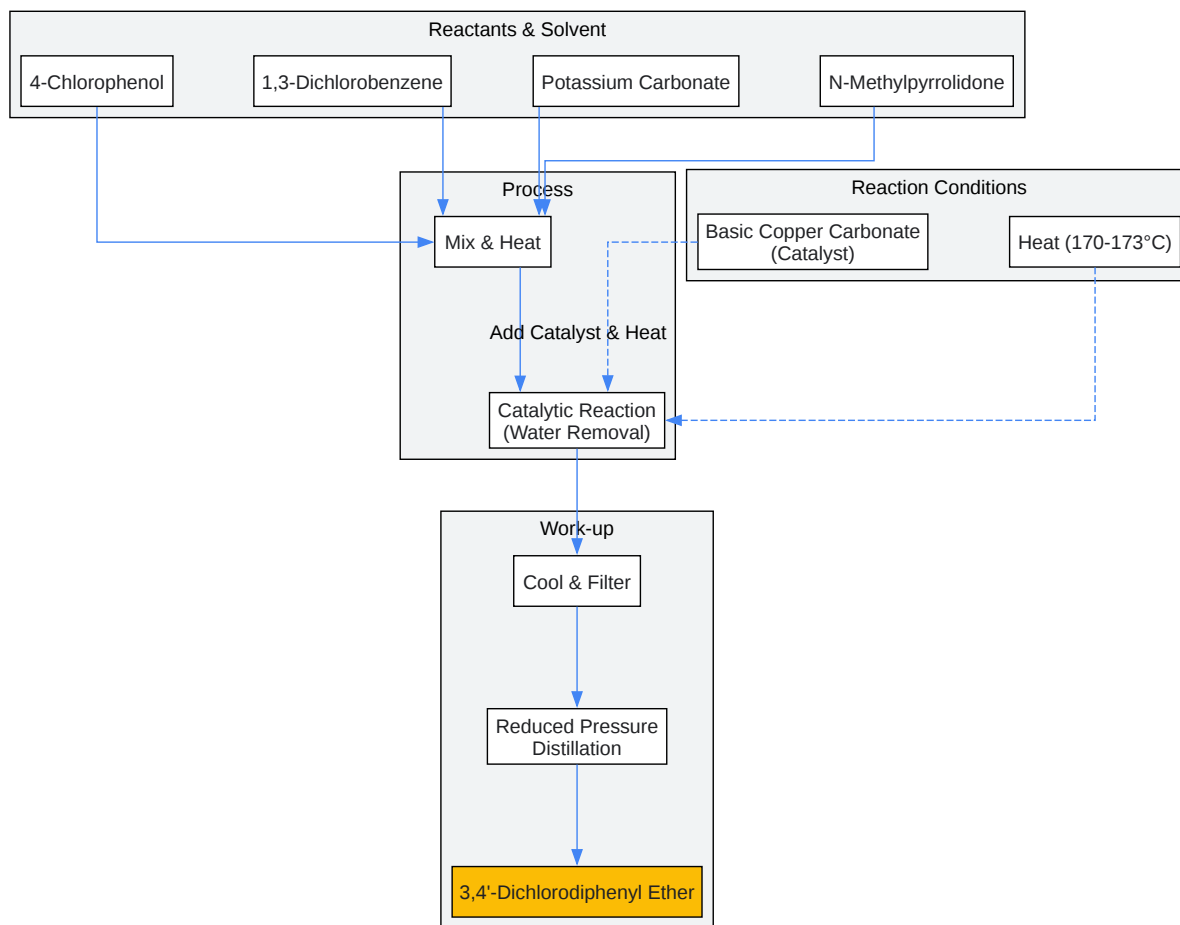 Reactants & Solvent
4-Chlorophenol
1,3-Dichlorobenzene
Potassium Carbonate
N-Methylpyrrolidone
Process
Mix & Heat
Reaction Conditions
Basic Copper Carbonate
(Catalyst)
Heat (170-173°C)
Add Catalyst & Heat
Catalytic Reaction
(Water Removal)
Work-up
Cool & Filter
Reduced Pressure
Distillation
3,4'-Dichlorodiphenyl Ether